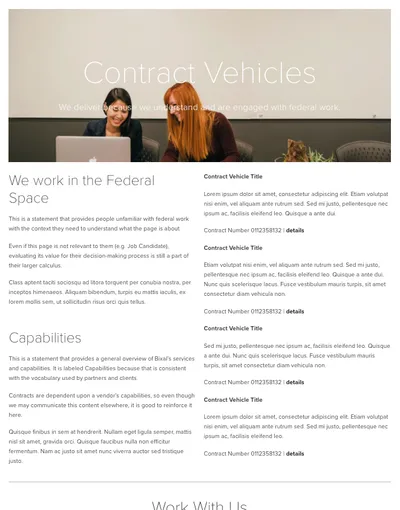 Contract Vehicles
We deliver because we understand and are engaged with federal work.
We work in the Federal
Space
This is a statement that provides people unfamiliar with federal work
with the context they need to understand what the page is about
Even if this page is not relevant to them (e.g. Job Candidate),
evaluating its value for their decision-making process is still a part of
their larger calculus.
Class aptent taciti sociosqu ad litora torquent per conubia nostra, per
inceptos himenaeos. Aliquam bibendum, turpis eu mattis iaculis, ex
lorem mollis sem, ut sollicitudin risus orci quis tellus.
Capabilities
This is a statement that provides a general overview of Bixal's services
and capabilities. It is labeled Capabilities because that is consistent
with the vocabulary used by partners and clients.
Contracts are dependent upon a vendor's capabilities, so even though
we may communicate this content elsewhere, it is good to reinforce it
here.
Quisque finibus in sem at hendrerit. Nullam eget ligula semper, mattis
nisl sit amet, gravida orci. Quisque faucibus nulla non efficitur
fermentum. Nam ac justo sit amet nunc viverra auctor sed tristique
justo.
Contract Vehicle Title
Lorem ipsum dolor sit amet, consectetur adipiscing elit. Etiam volutpat
nisi enim, vel aliquam ante rutrum sed. Sed mi justo, pellentesque nec
ipsum ac, facilisis eleifend leo. Quisque a ante dui.
Contract Number 0112358132 | details
Contract Vehicle Title
Etiam volutpat nisi enim, vel aliquam ante rutrum sed. Sed mi justo,
pellentesque nec ipsum ac, facilisis eleifend leo. Quisque a ante dui.
Nunc quis scelerisque lacus. Fusce vestibulum mauris turpis, sit amet
consectetur diam vehicula non.
Contract Number 0112358132 | details
Contract Vehicle Title
Sed mi justo, pellentesque nec ipsum ac, facilisis eleifend leo. Quisque
a ante dui. Nunc quis scelerisque lacus. Fusce vestibulum mauris
turpis, sit amet consectetur diam vehicula non
Contract Number 0112358132 | details
Contract Vehicle Title
Lorem ipsum dolor sit amet, consectetur adipiscing elit. Etiam volutpat
nisi enim, vel aliquam ante rutrum sed. Sed mi justo, pellentesque nec
ipsum ac, facilisis eleifend leo.
Contract Number 0112358132 | details
Work With Us